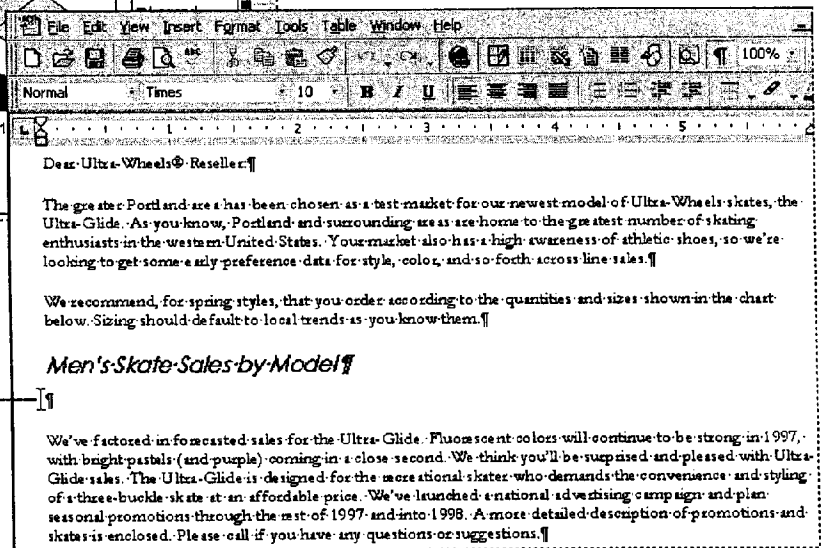 File Edit View Insert Format Tools Table Window Help
100%
Normal Times 10 B I U
1 2 3 4 5
Dear Ultra-Wheels® Reseller:¶
The greater Portland area has been chosen as a test market for our newest model of Ultra-Wheels skates, the
Ultra-Glide. As you know, Portland and surrounding areas are home to the greatest number of skating
enthusiasts in the western United States. Your market also has a high awareness of athletic shoes, so we're
looking to get some early preference data for style, color, and so forth across line sales.¶
We recommend, for spring styles, that you order according to the quantities and sizes shown in the chart
below. Sizing should default to local trends as you know them.¶
Men's Skate Sales by Model¶
¶
We've factored in forecasted sales for the Ultra-Glide. Fluorescent colors will continue to be strong in 1997,
with bright pastels (and purple) coming in a close second. We think you'll be surprised and pleased with Ultra-
Glide sales. The Ultra-Glide is designed for the recreational skater who demands the convenience and styling
of a three-buckle skate at an affordable price. We've launched a national advertising campaign and plan
seasonal promotions through the rest of 1997 and into 1998. A more detailed description of promotions and
skates is enclosed. Please call if you have any questions or suggestions.¶